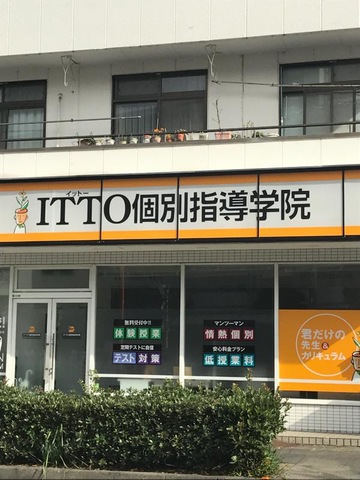 イットー
ITTO個別指導学院
無料受付中!!
体験授業
定期テストに自信
テスト対策
マンツーマン
情熱個別
安心料金プラン
低授業料
君だけの
先生&
カリキュラム